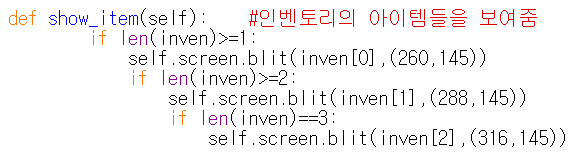 def show_item(self):    #인벤토리의 아이템들을 보여줌
        if len(inven)>=1:
            self.screen.blit(inven[0],(260,145))
            if len(inven)>=2:
                self.screen.blit(inven[1],(288,145))
                if len(inven)==3:
                    self.screen.blit(inven[2],(316,145))